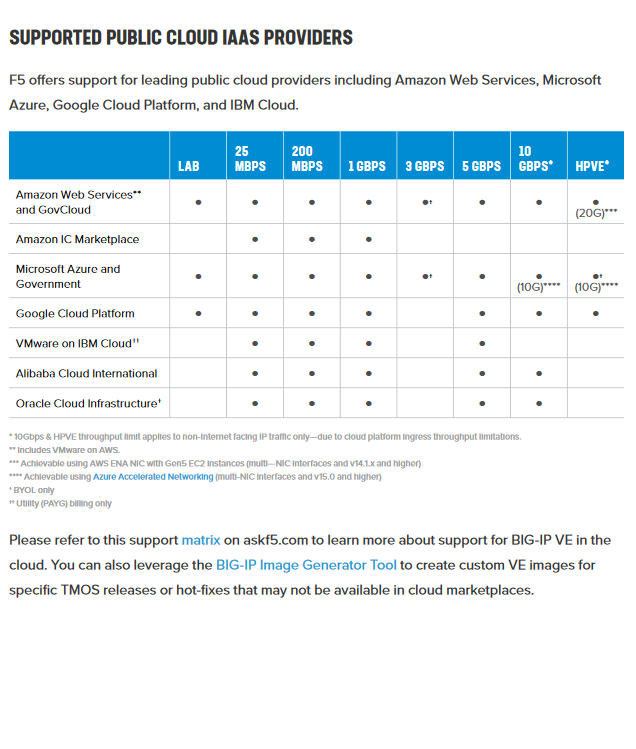 SUPPORTED PUBLIC CLOUD IAAS PROVIDERS
F5 offers support for leading public cloud providers including Amazon Web Services, Microsoft
Azure, Google Cloud Platform, and IBM Cloud.
LAB 25 MBPS 200 MBPS 1 GBPS 3 GBPS 5 GBPS 10 GBPS* HPVE*
Amazon Web Services**
and GovCloud ● ● ● ● ●† ● ● ●
(20G)***
Amazon IC Marketplace ● ● ●
Microsoft Azure and
Government ● ● ● ● ●† ● ● ●†
(10G)**** (10G)****
Google Cloud Platform ● ● ● ● ● ● ●
VMware on IBM Cloud†† ● ● ● ●
Alibaba Cloud International ● ● ● ● ●
Oracle Cloud Infrastructure† ● ● ● ● ●
* 10Gbps & HPVE throughput limit applies to non-internet facing IP traffic only—due to cloud platform ingress throughput limitations.
** Includes VMware on AWS.
*** Achievable using AWS ENA NIC with Gen5 EC2 instances (multi—NIC interfaces and v14.1.x and higher)
**** Achievable using Azure Accelerated Networking (multi-NIC interfaces and v15.0 and higher)
† BYOL only
†† Utility (PAYG) billing only
Please refer to this support matrix on askf5.com to learn more about support for BIG-IP VE in the
cloud. You can also leverage the BIG-IP Image Generator Tool to create custom VE images for
specific TMOS releases or hot-fixes that may not be available in cloud marketplaces.